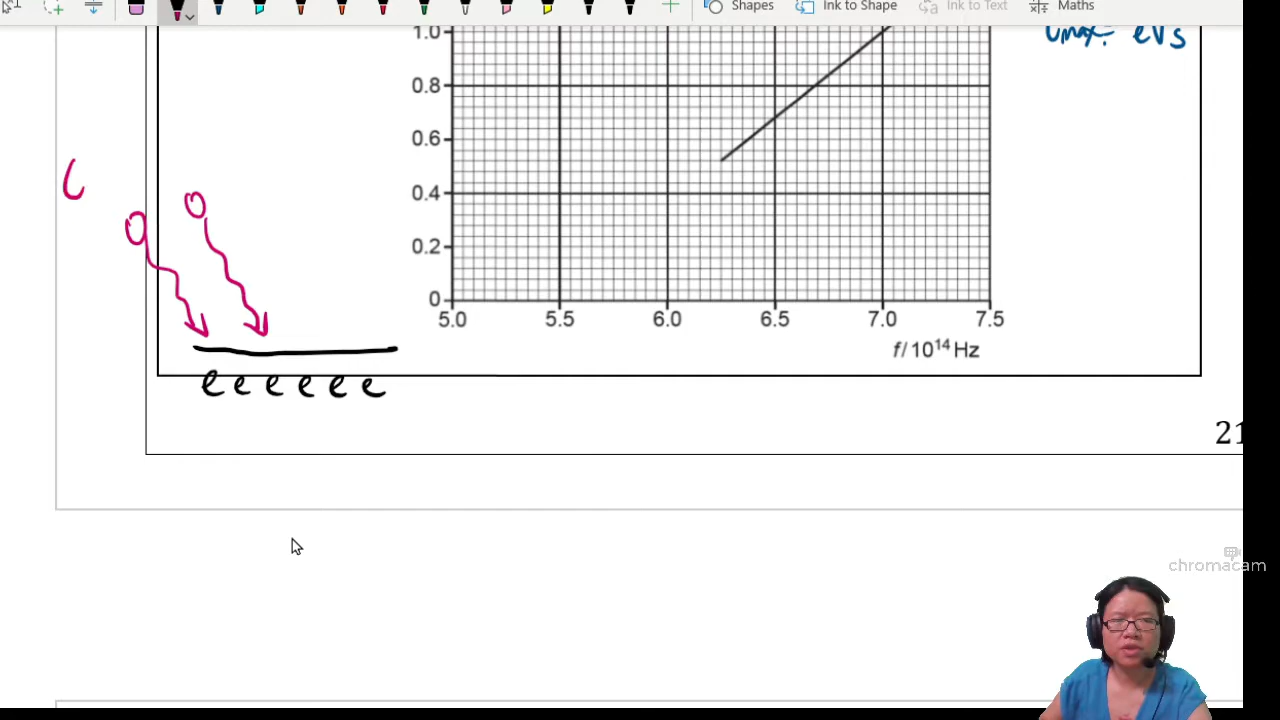 Shapes Ink to Shape Ink to Text Maths
1.0
eVs
0.8
0.6
0.4
0.2
0
5.0 5.5 6.0 6.5 7.0 7.5
f/10¹⁴ Hz
e e e e e e
21
chromacam